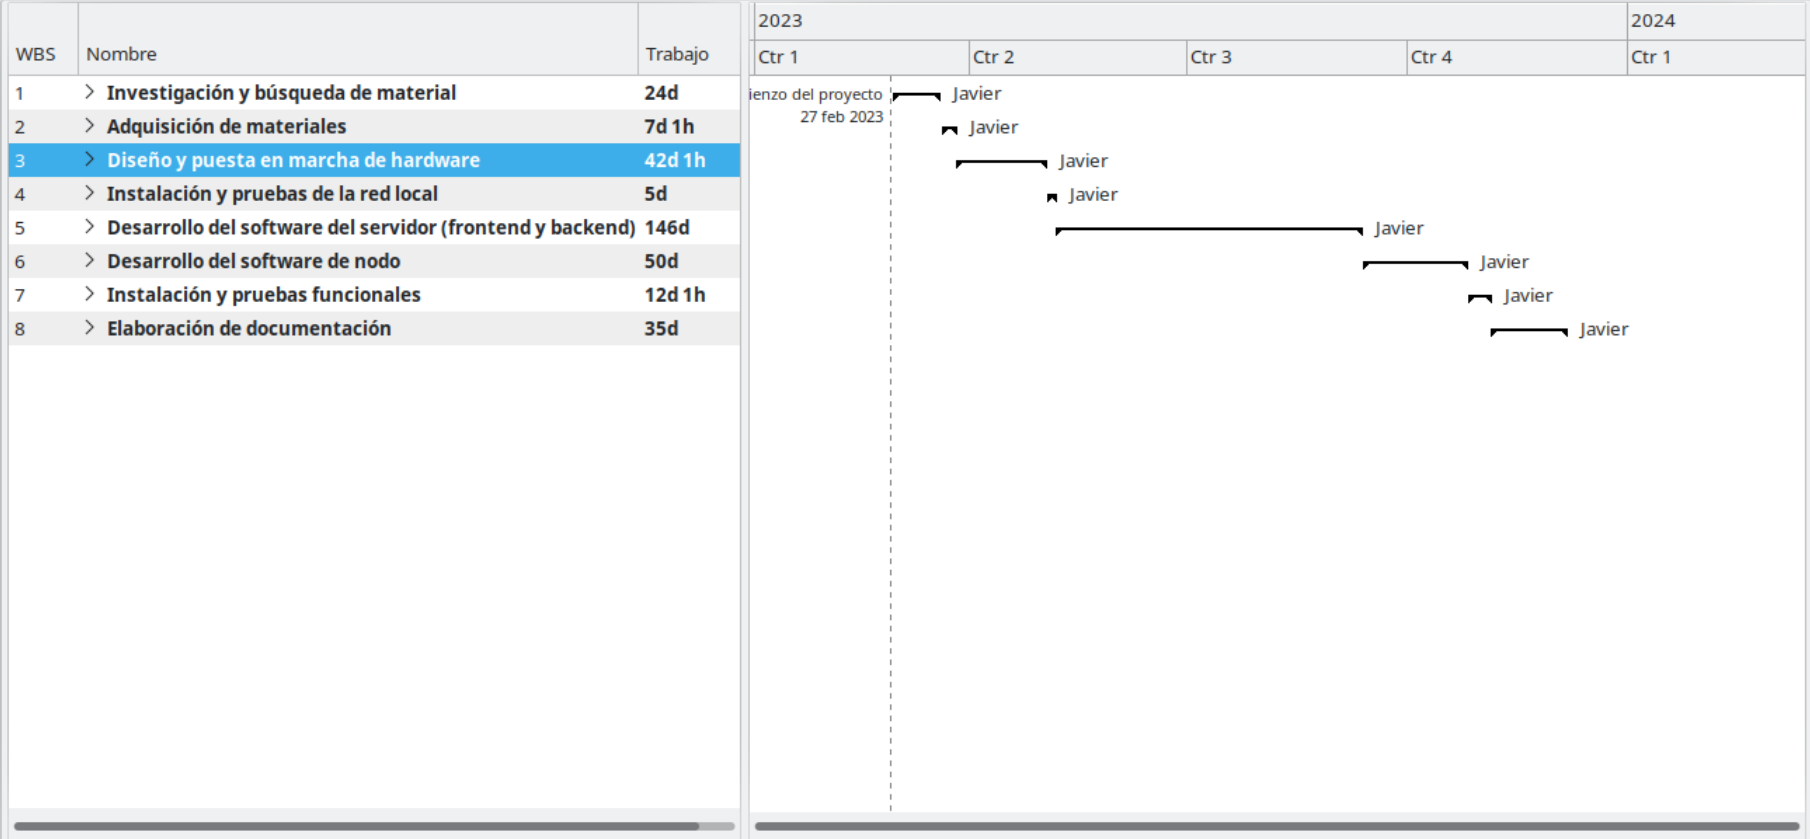 2023 2024
WBS Nombre Trabajo Ctr 1 Ctr 2 Ctr 3 Ctr 4 Ctr 1
1 Investigación y búsqueda de material 24d ienzo del proyecto Javier
27 feb 2023
2 Adquisición de materiales 7d 1h Javier
3 Diseño y puesta en marcha de hardware 42d 1h Javier
4 Instalación y pruebas de la red local 5d Javier
5 Desarrollo del software del servidor (frontend y backend) 146d Javier
6 Desarrollo del software de nodo 50d Javier
7 Instalación y pruebas funcionales 12d 1h Javier
8 Elaboración de documentación 35d Javier